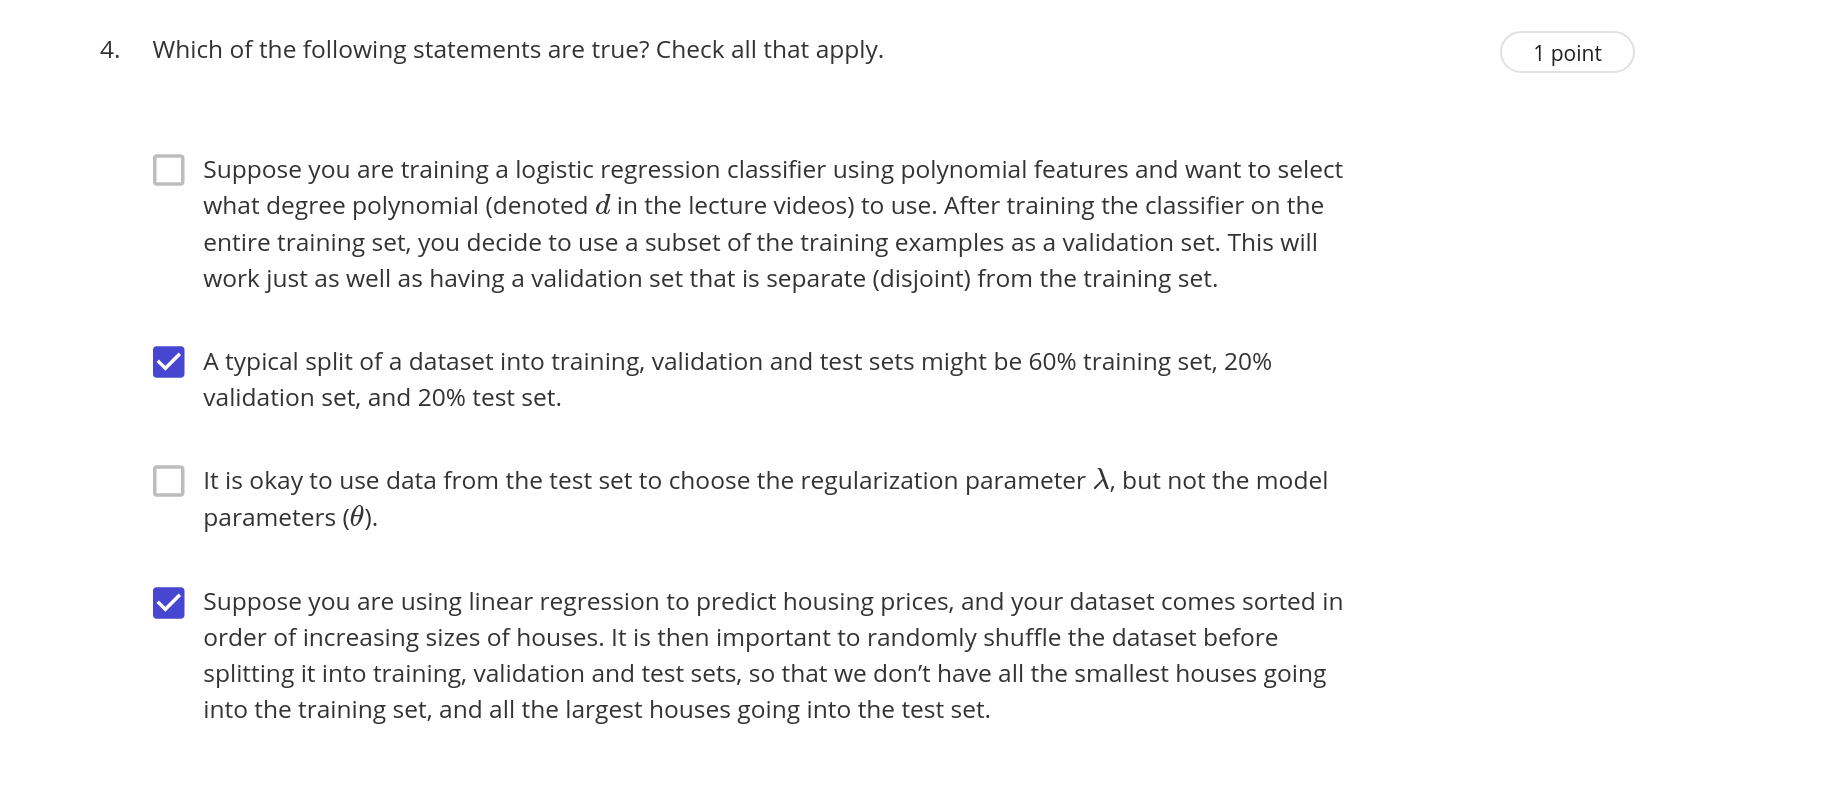 4. Which of the following statements are true? Check all that apply.
1 point
Suppose you are training a logistic regression classifier using polynomial features and want to select
what degree polynomial (denoted d in the lecture videos) to use. After training the classifier on the
entire training set, you decide to use a subset of the training examples as a validation set. This will
work just as well as having a validation set that is separate (disjoint) from the training set.
A typical split of a dataset into training, validation and test sets might be 60% training set, 20%
validation set, and 20% test set.
It is okay to use data from the test set to choose the regularization parameter λ, but not the model
parameters (θ).
Suppose you are using linear regression to predict housing prices, and your dataset comes sorted in
order of increasing sizes of houses. It is then important to randomly shuffle the dataset before
splitting it into training, validation and test sets, so that we don’t have all the smallest houses going
into the training set, and all the largest houses going into the test set.